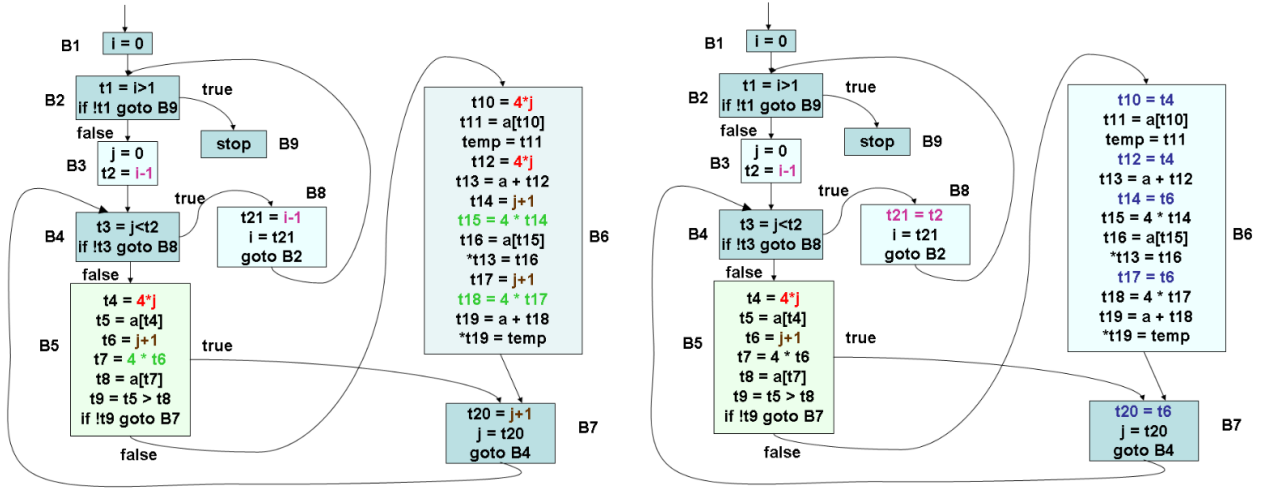 B1
i = 0
B2
t1 = i>1
if !t1 goto B9
true
false
stop
B9
B3
j = 0
t2 = i-1
true
B8
t21 = i-1
i = t21
goto B2
B4
t3 = j<t2
if !t3 goto B8
false
B5
t4 = 4*j
t5 = a[t4]
t6 = j+1
t7 = 4 * t6
t8 = a[t7]
t9 = t5 > t8
if !t9 goto B7
true
false
t10 = 4*j
t11 = a[t10]
temp = t11
t12 = 4*j
t13 = a + t12
t14 = j+1
t15 = 4 * t14
t16 = a[t15]
*t13 = t16
t17 = j+1
t18 = 4 * t17
t19 = a + t18
*t19 = temp
B6
t20 = j+1
j = t20
goto B4
B7
B1
i = 0
B2
t1 = i>1
if !t1 goto B9
true
false
stop
B9
B3
j = 0
t2 = i-1
true
B8
t21 = t2
i = t21
goto B2
B4
t3 = j<t2
if !t3 goto B8
false
B5
t4 = 4*j
t5 = a[t4]
t6 = j+1
t7 = 4 * t6
t8 = a[t7]
t9 = t5 > t8
if !t9 goto B7
true
false
t10 = t4
t11 = a[t10]
temp = t11
t12 = t4
t13 = a + t12
t14 = t6
t15 = 4 * t14
t16 = a[t15]
*t13 = t16
t17 = t6
t18 = 4 * t17
t19 = a + t18
*t19 = temp
B6
t20 = t6
j = t20
goto B4
B7